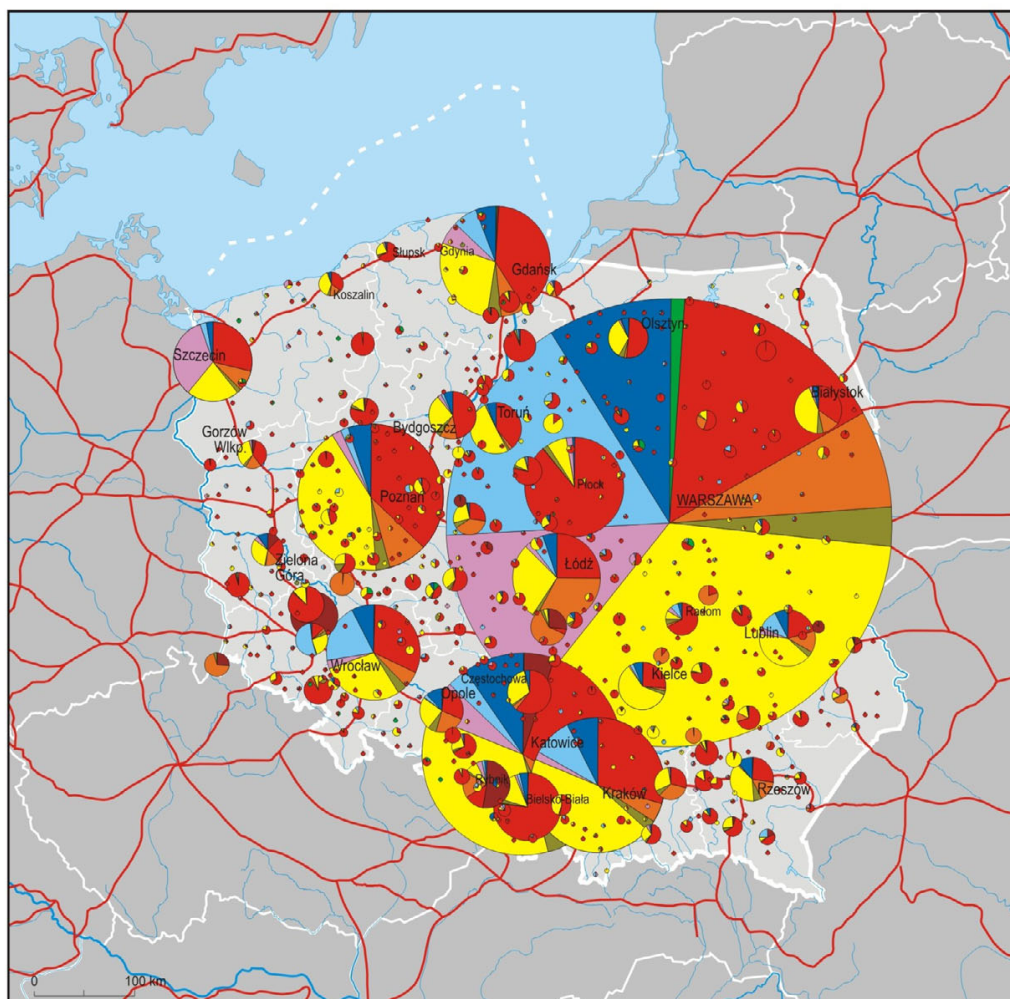 Słupsk
Gdynia
Gdańsk
Koszalin
Szczecin
Olsztyn
Białystok
Bydgoszcz
Toruń
Gorzów
Wlkp.
Poznań
Płock
WARSZAWA
Zielona
Góra
Łódź
Radom
Lublin
Wrocław
Kielce
Częstochowa
Opole
Katowice
Rybnik
Bielsko-Biała
Kraków
Rzeszów
0 100 km